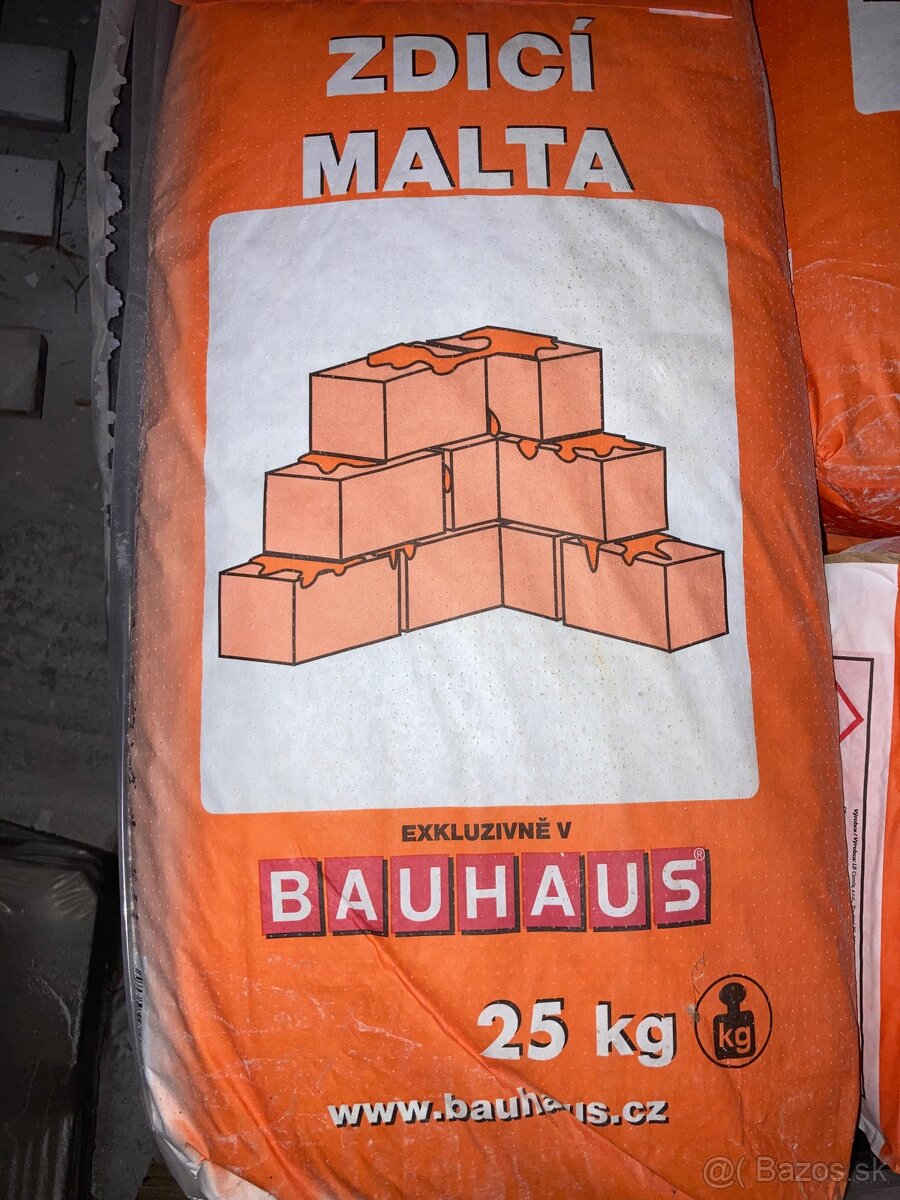 ZDICÍ
MALTA
EXKLUZIVNĚ V
BAUHAUS®
25 kg
kg
www.bauhaus.cz
@( Bazos.sk